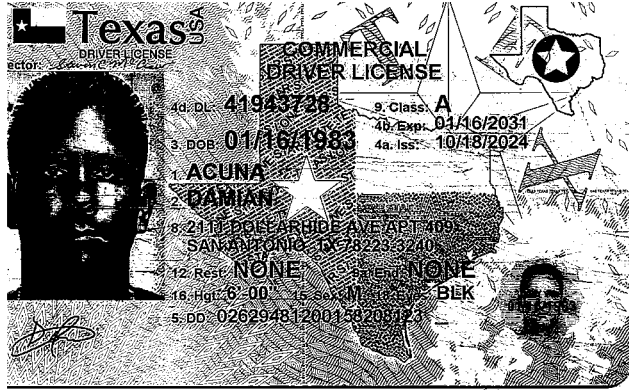 Texas USA
DRIVER LICENSE
COMMERCIAL
DRIVER LICENSE
4d. DL: 41943728
9. Class: A
4b. Exp: 01/16/2031
3. DOB: 01/16/1983
4a. Iss: 10/18/2024
1. ACUNA
2. DAMIAN
8. 2111 DOLLARHIDE AVE APT 409
SAN ANTONIO, TX 78223-3240
12. Rest: NONE
9a. End: NONE
16. Hgt: 6'-00" 15. Sex: M 18. Eyes: BLK
5. DD: 02629481200158208123